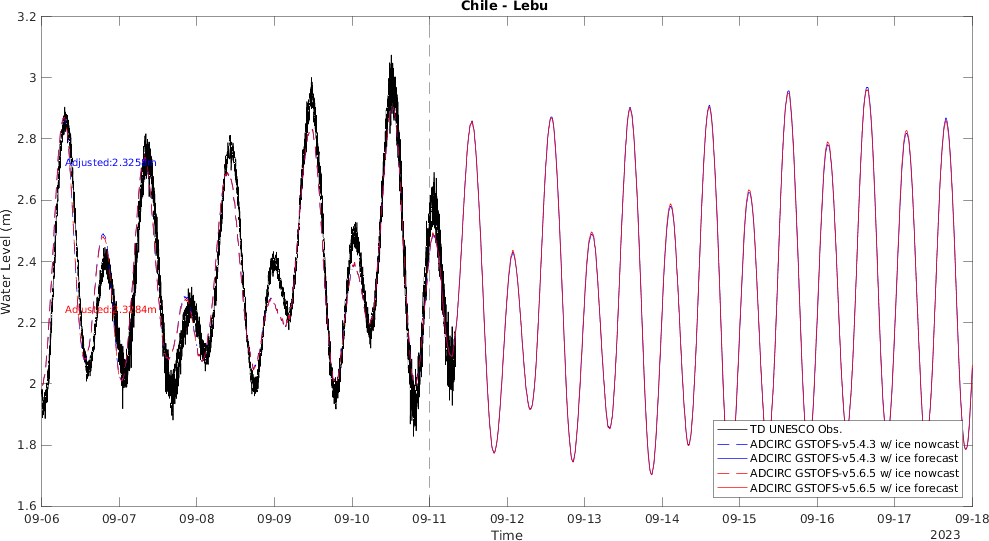 Chile - Lebu
3.2
3
2.8
2.6
2.4
2.2
2
1.8
1.6
Water Level (m)
Adjusted:
Adjusted:
TD UNESCO Obs.
ADCIRC GSTOFS-v5.4.3 w/ ice nowcast
ADCIRC GSTOFS-v5.4.3 w/ ice forecast
ADCIRC GSTOFS-v5.6.5 w/ ice nowcast
ADCIRC GSTOFS-v5.6.5 w/ ice forecast
09-06 09-07 09-08 09-09 09-10 09-11 09-12 09-13 09-14 09-15 09-16 09-17 09-18
Time
2023